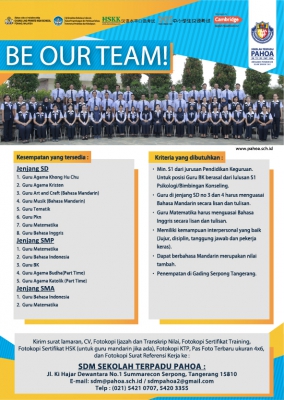 HSKK
Cambridge
SEKOLAH TERPADU
PAHOA
BE OUR TEAM!
www.pahoa.sch.id
Kesempatan yang tersedia :
Jenjang SD
1. Guru Agama Khong Hu Chu
2. Guru Agama Kristen
3. Guru Art and Craft (Bahasa Mandarin)
4. Guru Musik (Bahasa Mandarin)
5. Guru Tematik
6. Guru Pkn
7. Guru Matematika
8. Guru Bahasa Inggris
Jenjang SMP
1. Guru Matematika
2. Guru Bahasa Indonesia
3. Guru BK
4. Guru Agama Budha(Part Time)
5. Guru Agama Katolik (Part Time)
Jenjang SMA
1. Guru Bahasa Indonesia
2. Guru Matematika
Kriteria yang dibutuhkan :
• Min. S1 dari jurusan Pendidikan Keguruan.
Untuk posisi Guru BK berasal dari lulusan S1
Psikologi/Bimbingan Konseling.
• Guru di jenjang SD no 3 dan 4 harus menguasai
Bahasa Mandarin secara lisan dan tulisan.
• Guru Matematika harus menguasai Bahasa
Inggris secara lisan dan tulisan.
• Memiliki kemampuan interpersonal yang baik
(Jujur, disiplin, tanggung jawab dan pekerja
keras).
• Dapat berbahasa Mandarin merupakan nilai
tambah.
• Penempatan di Gading Serpong Tangerang.
Kirim surat lamaran, CV, Fotokopi Ijazah dan Transkrip Nilai, Fotokopi Sertifikat Training,
Fotokopi Sertifikat HSK (untuk guru mandarin jika ada), Fotokopi KTP, Pas Foto Terbaru ukuran 4x6,
dan Fotokopi Surat Referensi Kerja ke :
SDM SEKOLAH TERPADU PAHOA :
Jl. Ki Hajar Dewantara No.1 Summarecon Serpong, Tangerang 15810
E-mail : sdm@pahoa.sch.id / sdmpahoa2@gmail.com
Telp : (021) 5421 0707, 5420 3355